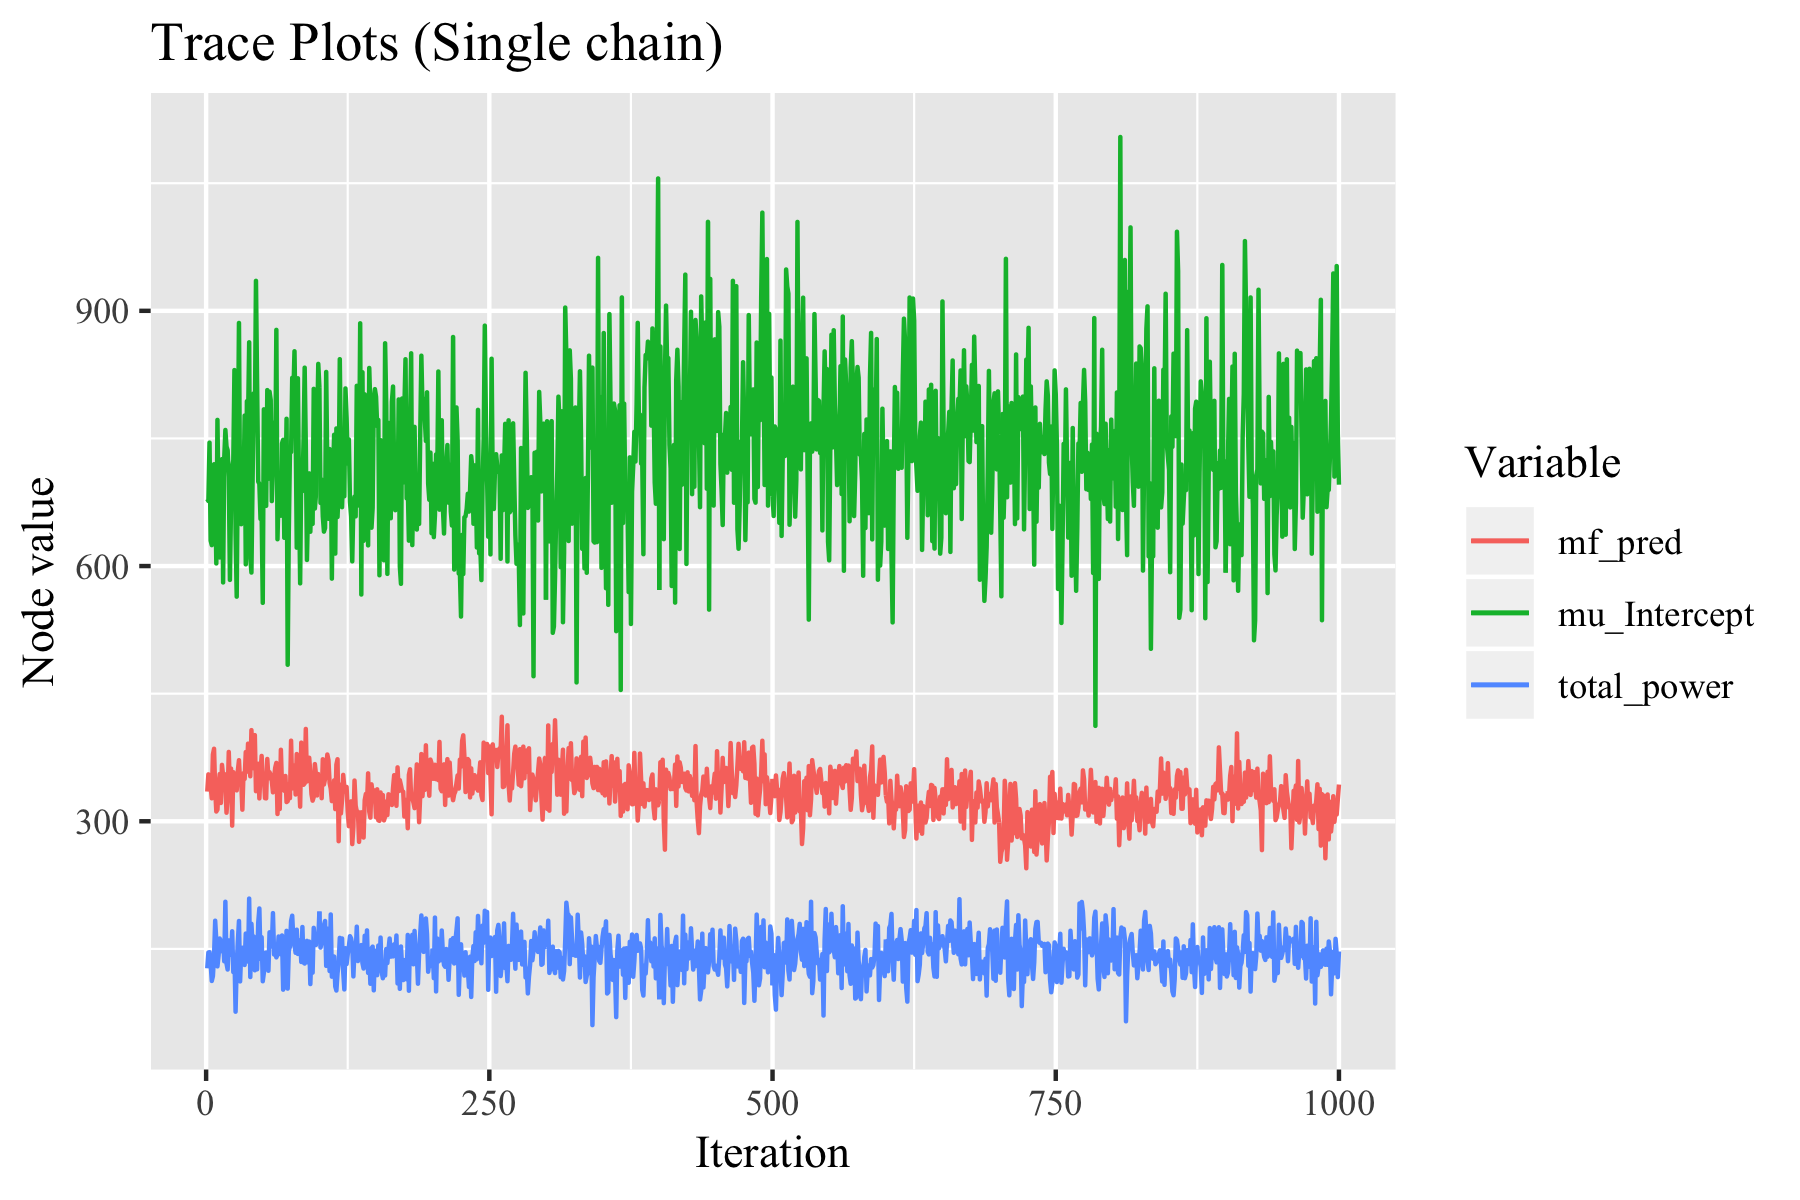 Trace Plots (Single chain)
Node value
900
600
300
0 250 500 750 1000
Iteration
Variable
mf_pred
mu_Intercept
total_power